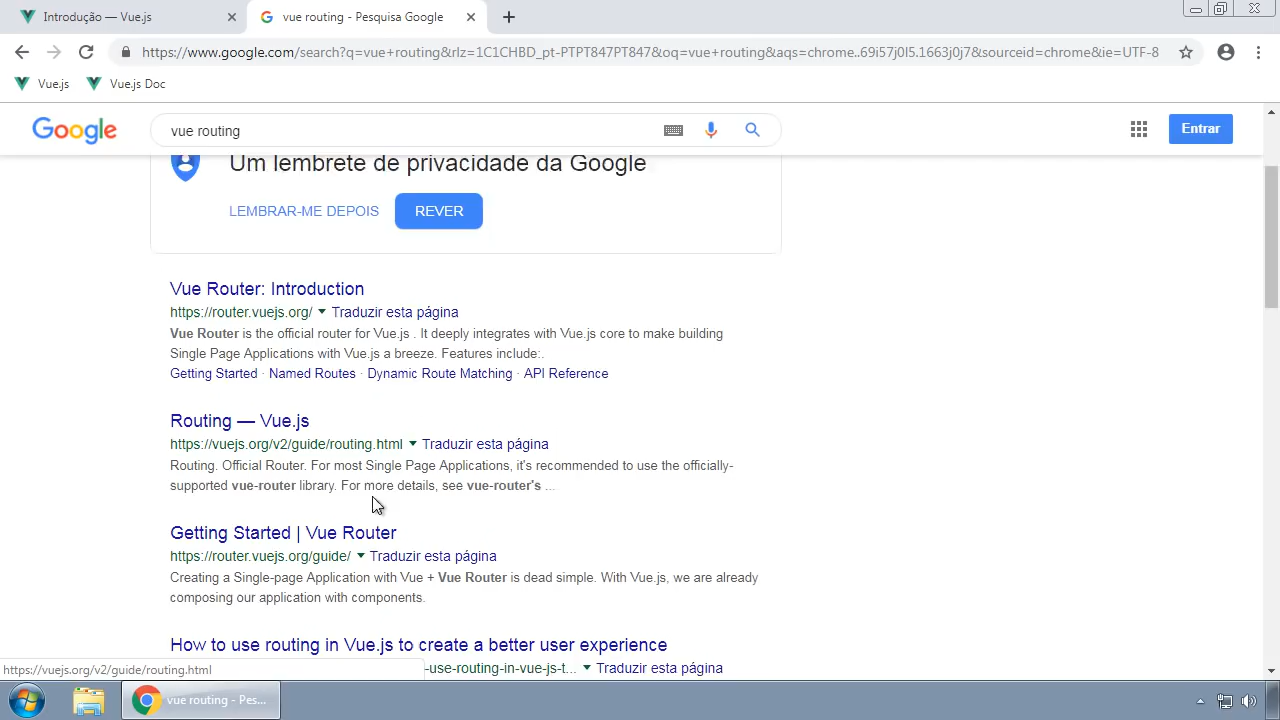 Introdução — Vue.js
vue routing - Pesquisa Google
https://www.google.com/search?q=vue+routing&rlz=1C1CHBD_pt-PTPT847PT847&oq=vue+routing&aqs=chrome..69i57j0l5.1663j0j7&sourceid=chrome&ie=UTF-8
Vue.js
Vue.js Doc
Google
vue routing
Entrar
Um lembrete de privacidade da Google
LEMBRAR-ME DEPOIS
REVER
Vue Router: Introduction
https://router.vuejs.org/ Traduzir esta página
Vue Router is the official router for Vue.js . It deeply integrates with Vue.js core to make building
Single Page Applications with Vue.js a breeze. Features include:.
Getting Started · Named Routes · Dynamic Route Matching · API Reference
Routing — Vue.js
https://vuejs.org/v2/guide/routing.html Traduzir esta página
Routing. Official Router. For most Single Page Applications, it's recommended to use the officially-
supported vue-router library. For more details, see vue-router's ...
Getting Started | Vue Router
https://router.vuejs.org/guide/ Traduzir esta página
Creating a Single-page Application with Vue + Vue Router is dead simple. With Vue.js, we are already
composing our application with components.
How to use routing in Vue.js to create a better user experience
-use-routing-in-vue-js-t... Traduzir esta página
https://vuejs.org/v2/guide/routing.html
vue routing - Pes...